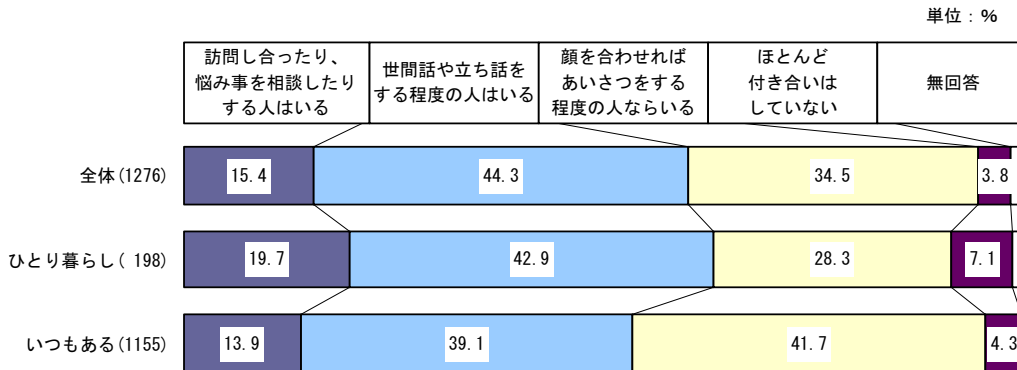 単位：%
訪問し合ったり、
悩み事を相談したり
する人はいる
世間話や立ち話を
する程度の人はいる
顔を合わせれば
あいさつをする
程度の人ならいる
ほとんど
付き合いは
していない
無回答
全体(1276) 15.4 44.3 34.5 3.8
ひとり暮らし( 198) 19.7 42.9 28.3 7.1
いつもある(1155) 13.9 39.1 41.7 4.3